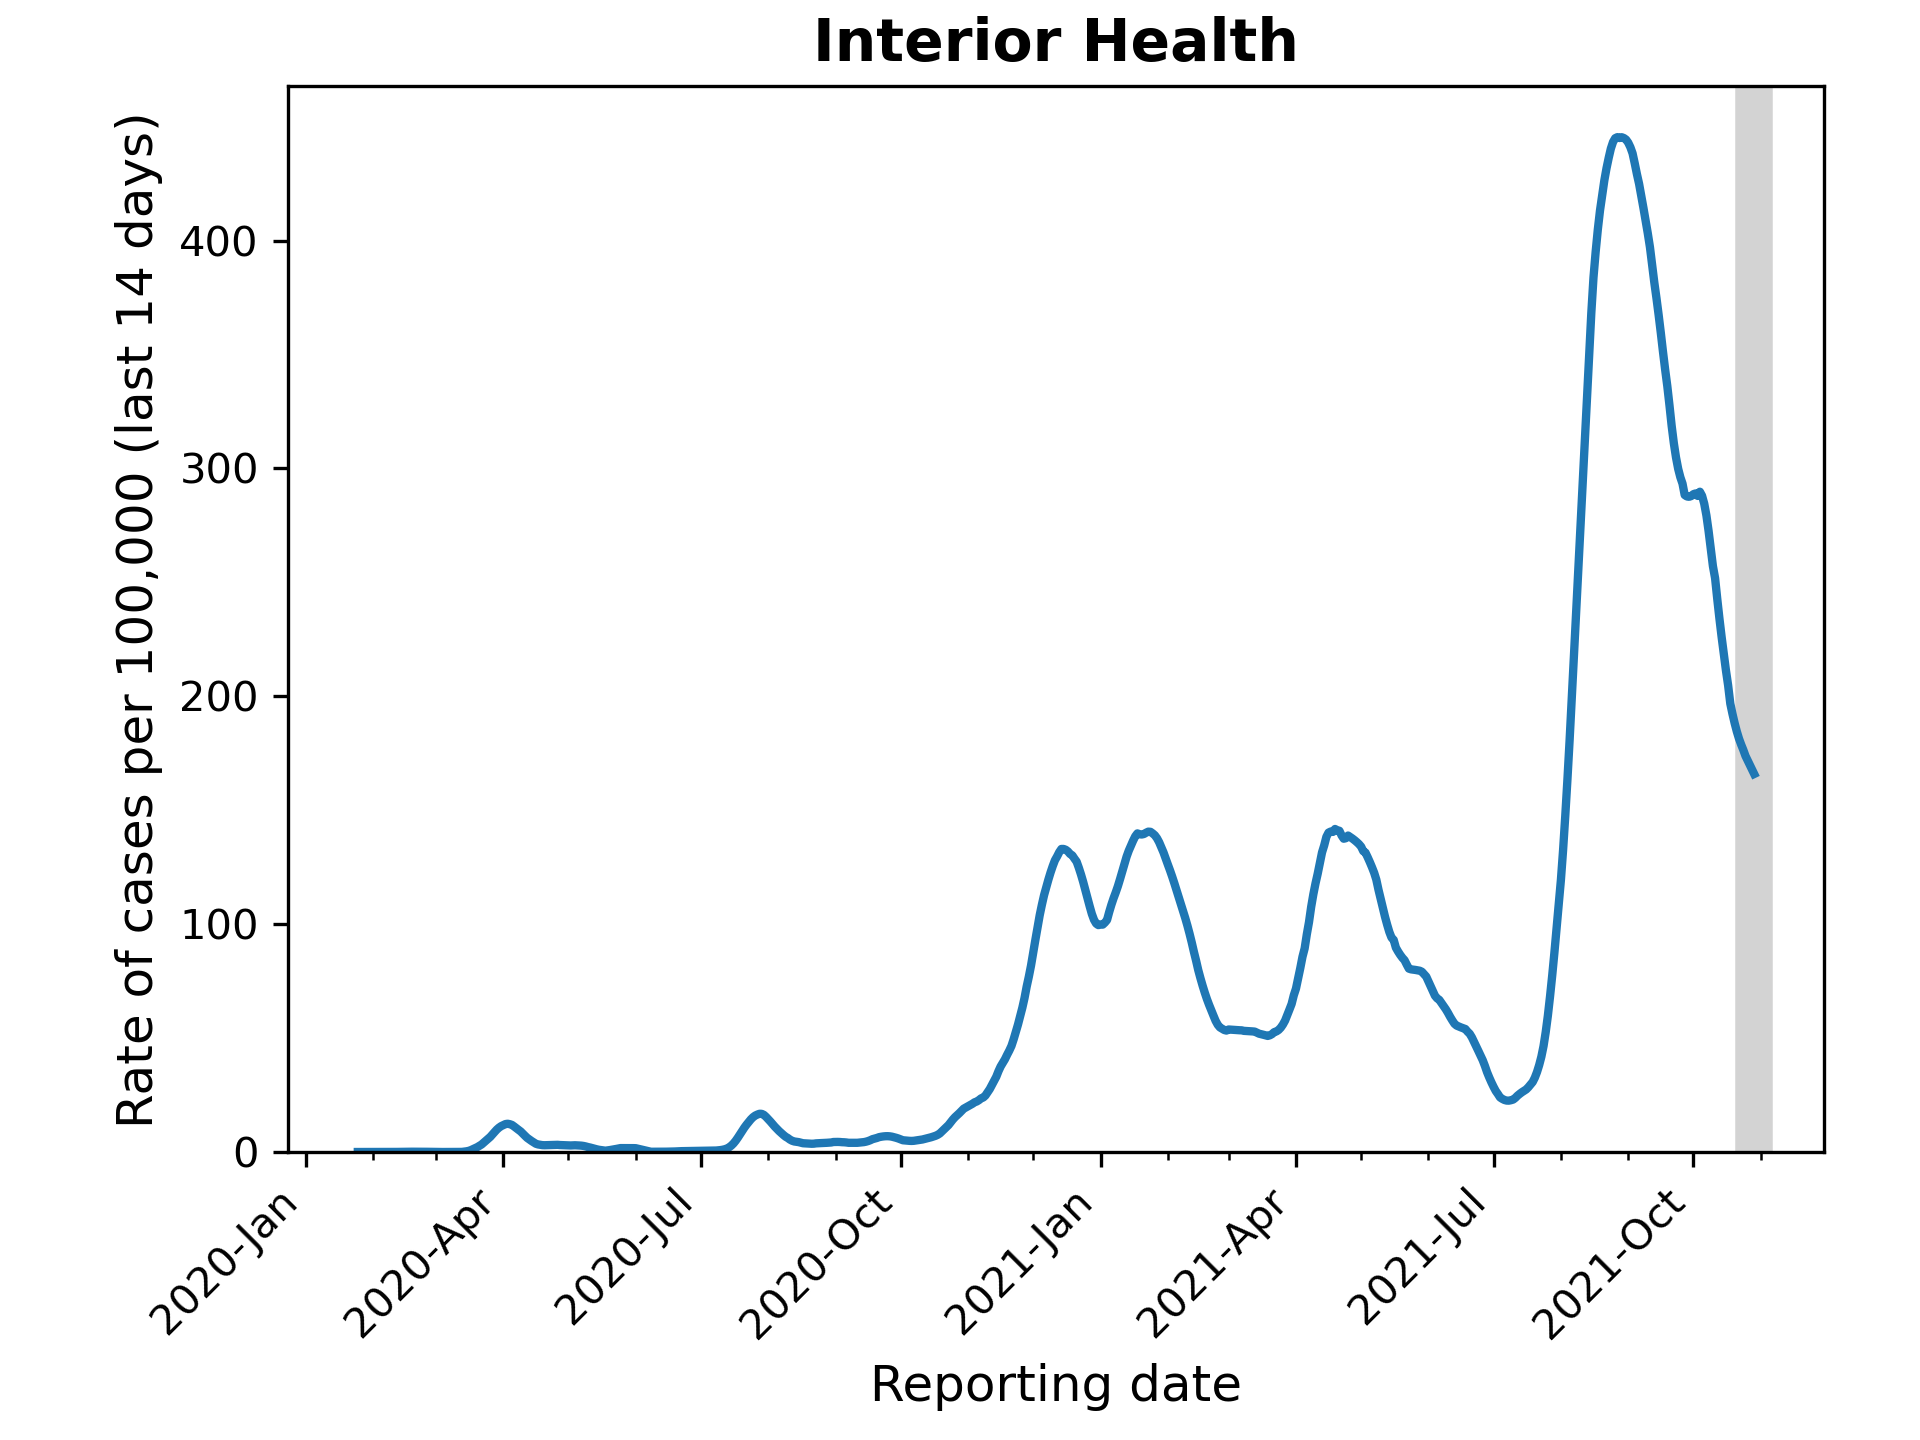 Interior Health
Rate of cases per 100,000 (last 14 days)
400
300
200
100
0
2020-Jan
2020-Apr
2020-Jul
2020-Oct
2021-Jan
2021-Apr
2021-Jul
2021-Oct
Reporting date